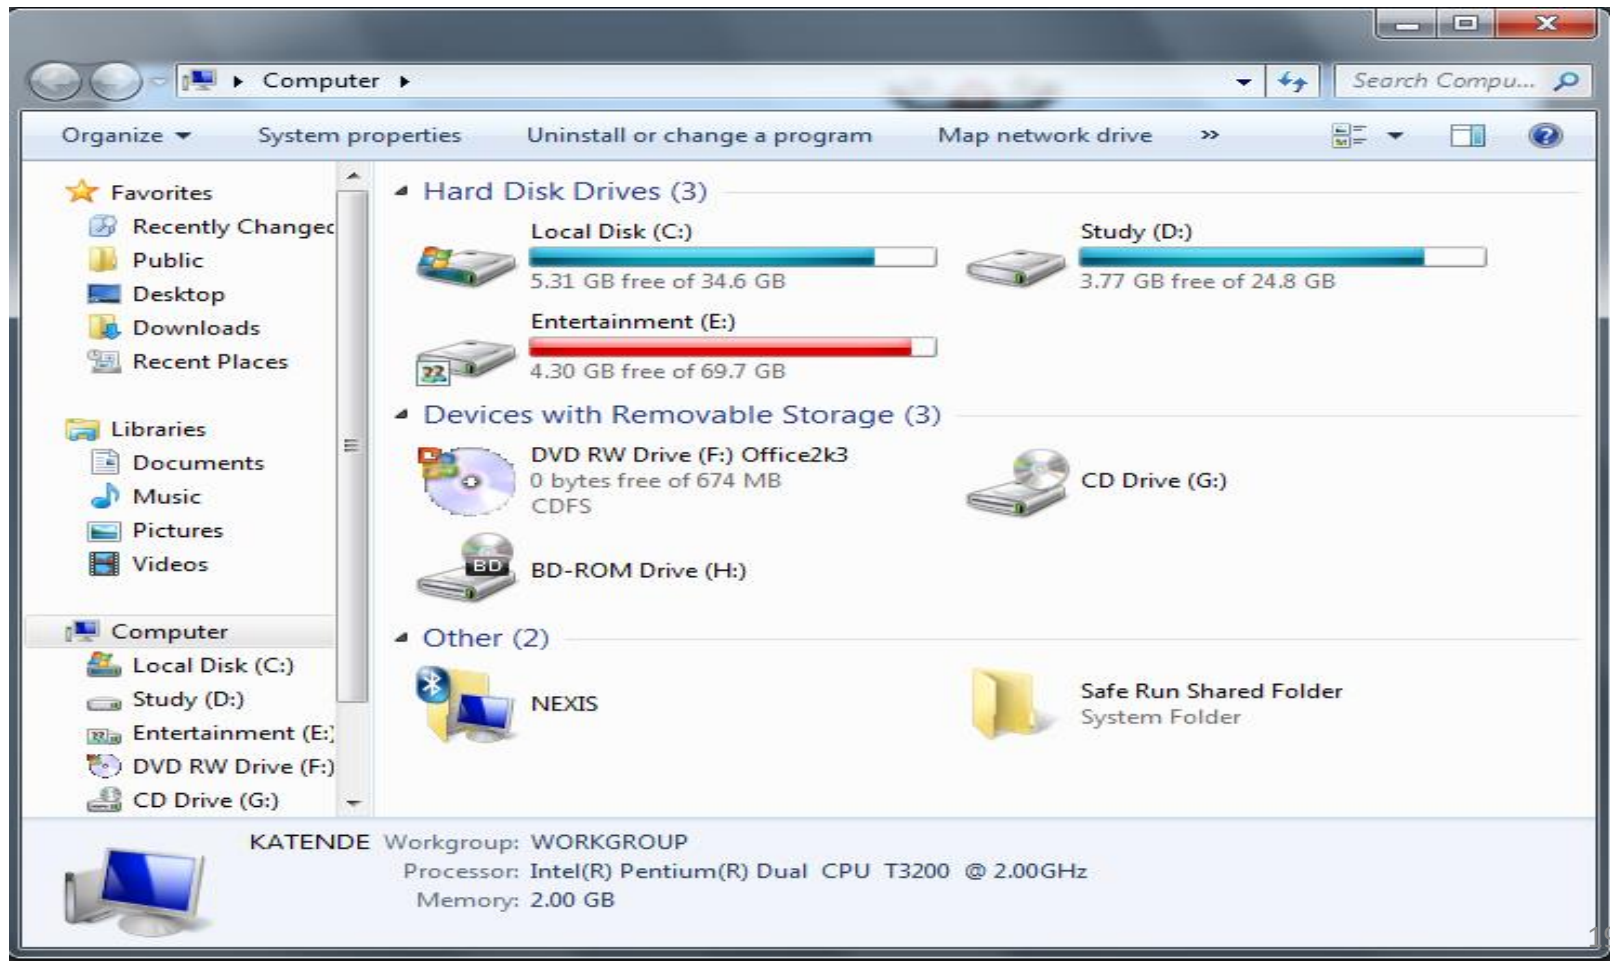 Computer
Search Compu...
Organize System properties Uninstall or change a program Map network drive »
Favorites
Recently Changed
Public
Desktop
Downloads
Recent Places
Libraries
Documents
Music
Pictures
Videos
Computer
Local Disk (C:)
Study (D:)
Entertainment (E:)
DVD RW Drive (F:)
CD Drive (G:)
Hard Disk Drives (3)
Local Disk (C:)
5.31 GB free of 34.6 GB
Study (D:)
3.77 GB free of 24.8 GB
Entertainment (E:)
4.30 GB free of 69.7 GB
Devices with Removable Storage (3)
DVD RW Drive (F:) Office2k3
0 bytes free of 674 MB
CDFS
CD Drive (G:)
BD
BD-ROM Drive (H:)
Other (2)
NEXIS
Safe Run Shared Folder
System Folder
KATENDE Workgroup: WORKGROUP
Processor: Intel(R) Pentium(R) Dual CPU T3200 @ 2.00GHz
Memory: 2.00 GB